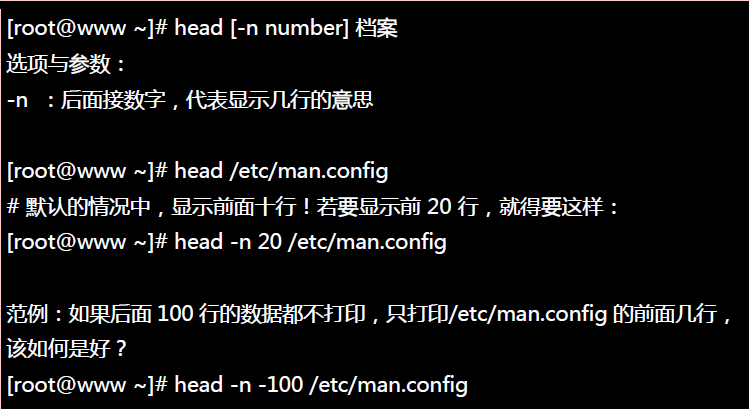 [root@www ~]# head [-n number] 档案
选项与参数：
-n ：后面接数字，代表显示几行的意思
[root@www ~]# head /etc/man.config
# 默认的情况中，显示前面十行！若要显示前 20 行，就得要这样：
[root@www ~]# head -n 20 /etc/man.config
范例：如果后面 100 行的数据都不打印，只打印/etc/man.config 的前面几行，
该如何是好？
[root@www ~]# head -n -100 /etc/man.config